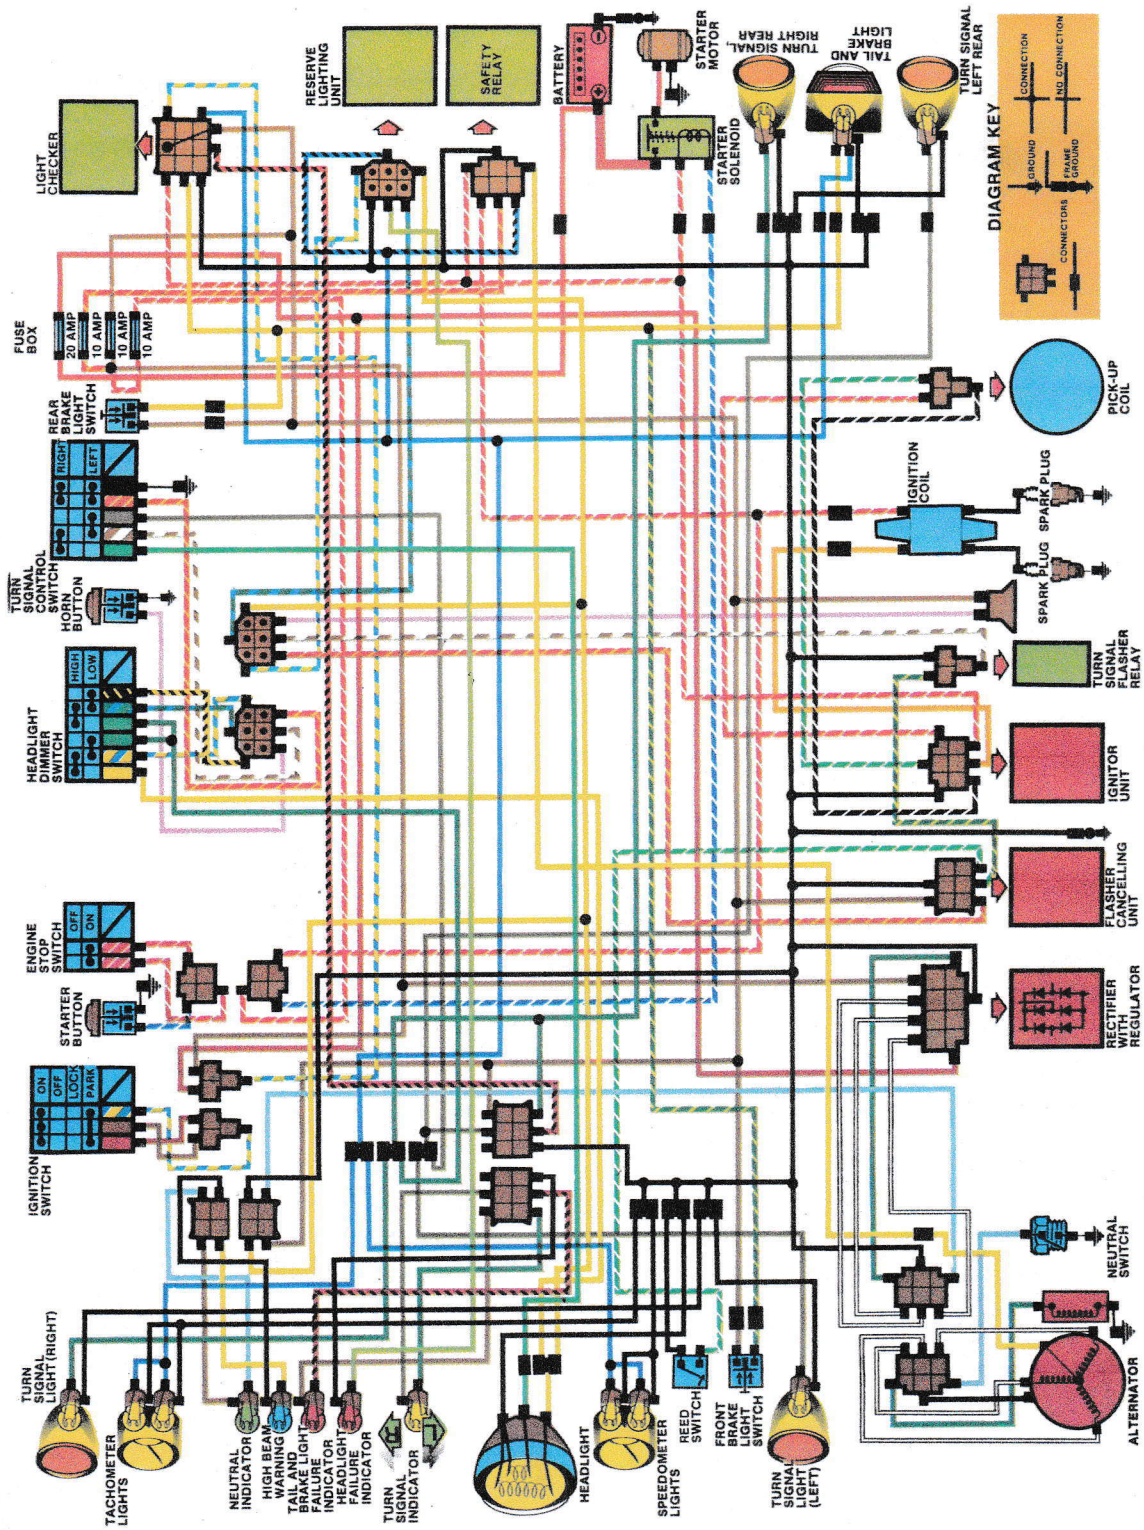 LIGHT
CHECKER
RESERVE
LIGHTING
UNIT
SAFETY
RELAY
BATTERY
STARTER
MOTOR
STARTER
SOLENOID
TURN SIGNAL,
RIGHT REAR
TAIL AND
BRAKE
LIGHT
TURN SIGNAL
LEFT REAR
DIAGRAM KEY
CONNECTORS
GROUND
FRAME
GROUND
CONNECTION
NO CONNECTION
FUSE
BOX
20 AMP
10 AMP
10 AMP
10 AMP
REAR
BRAKE
LIGHT
SWITCH
PICK-UP
COIL
TURN
SIGNAL
CONTROL
SWITCH
RIGHT
LEFT
IGNITION
COIL
SPARK PLUG
SPARK PLUG
HORN
BUTTON
HEADLIGHT
DIMMER
SWITCH
HIGH
LOW
TURN
SIGNAL
FLASHER
RELAY
IGNITOR
UNIT
FLASHER
CANCELLING
UNIT
ENGINE
STOP
SWITCH
OFF
ON
STARTER
BUTTON
RECTIFIER
WITH
REGULATOR
IGNITION
SWITCH
ON
OFF
LOCK
PARK
NEUTRAL
SWITCH
ALTERNATOR
TURN
SIGNAL
LIGHT (RIGHT)
TACHOMETER
LIGHTS
NEUTRAL
INDICATOR
HIGH BEAM
WARNING
TAIL AND
BRAKE LIGHT
FAILURE
INDICATOR
HEADLIGHT
FAILURE
INDICATOR
TURN
SIGNAL
INDICATOR
HEADLIGHT
SPEEDOMETER
LIGHTS
REED
SWITCH
FRONT
BRAKE
LIGHT
SWITCH
TURN
SIGNAL
LIGHT
(LEFT)